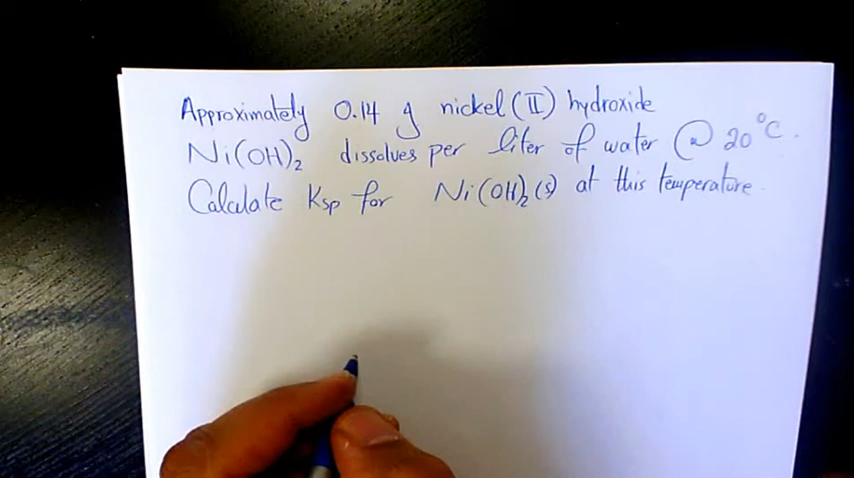 Approximately 0.14 g nickel (II) hydroxide
Ni(OH)₂ dissolves per liter of water @ 20°C.
Calculate Ksp for Ni(OH)₂(s) at this temperature.